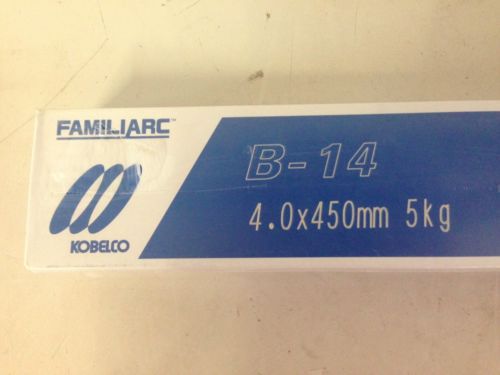 FAMILIARC™
KOBELCO
B-14
4.0x450mm 5kg